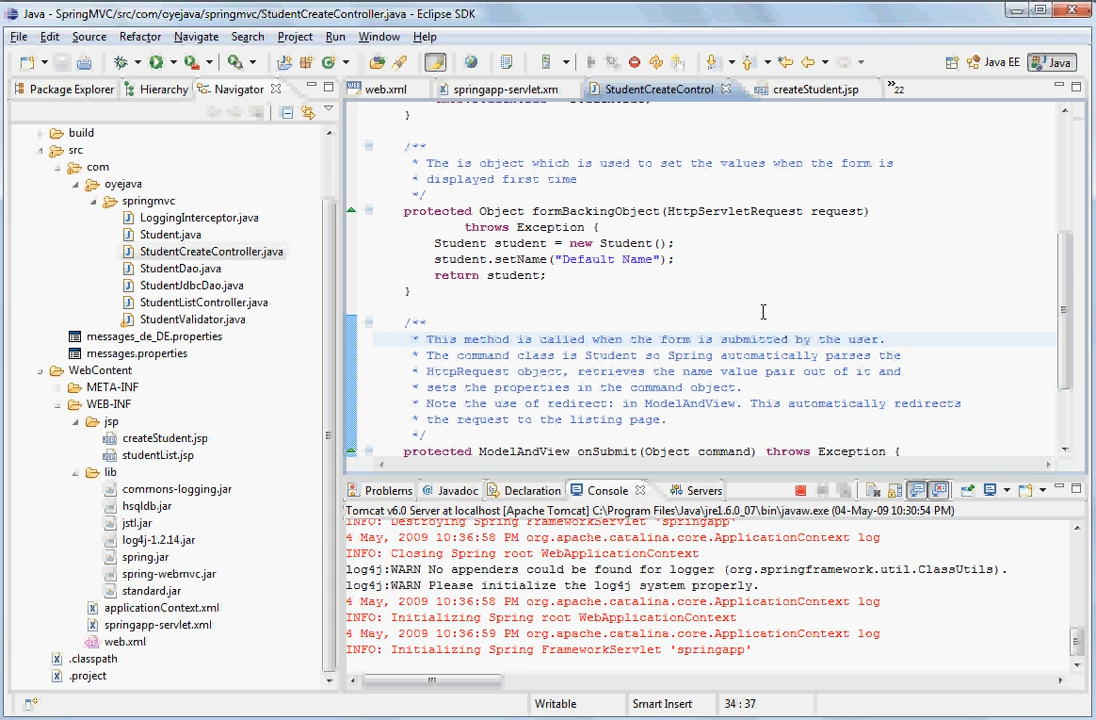 Java - SpringMVC/src/com/oyejava/springmvc/StudentCreateController.java - Eclipse SDK
File Edit Source Refactor Navigate Search Project Run Window Help
Java EE Java
Package Explorer Hierarchy Navigator
web.xml springapp-servlet.xm StudentCreateControl createStudent.jsp 22
build
src
com
oyejava
springmvc
LoggingInterceptor.java
Student.java
StudentCreateController.java
StudentDao.java
StudentJdbcDao.java
StudentListController.java
StudentValidator.java
messages_de_DE.properties
messages.properties
WebContent
META-INF
WEB-INF
jsp
createStudent.jsp
studentList.jsp
lib
commons-logging.jar
hsqldb.jar
jstl.jar
log4j-1.2.14.jar
spring.jar
spring-webmvc.jar
standard.jar
applicationContext.xml
springapp-servlet.xml
web.xml
.classpath
.project
}
/**
* The is object which is used to set the values when the form is
* displayed first time
*/
protected Object formBackingObject(HttpServletRequest request)
throws Exception {
Student student = new Student();
student.setName("Default Name");
return student;
}
/**
* This method is called when the form is submitted by the user.
* The command class is Student so Spring automatically parses the
* HttpRequest object, retrieves the name value pair out of it and
* sets the properties in the command object.
* Note the use of redirect: in ModelAndView. This automatically redirects
* the request to the listing page.
*/
protected ModelAndView onSubmit(Object command) throws Exception {
Problems Javadoc Declaration Console Servers
Tomcat v6.0 Server at localhost [Apache Tomcat] C:\Program Files\Java\jre1.6.0_07\bin\javaw.exe (04-May-09 10:30:54 PM)
INFO: Destroying Spring FrameworkServlet 'springapp'
4 May, 2009 10:36:58 PM org.apache.catalina.core.ApplicationContext log
INFO: Closing Spring root WebApplicationContext
log4j:WARN No appenders could be found for logger (org.springframework.util.ClassUtils).
log4j:WARN Please initialize the log4j system properly.
4 May, 2009 10:36:58 PM org.apache.catalina.core.ApplicationContext log
INFO: Initializing Spring root WebApplicationContext
4 May, 2009 10:36:59 PM org.apache.catalina.core.ApplicationContext log
INFO: Initializing Spring FrameworkServlet 'springapp'
Writable Smart Insert 34 : 37